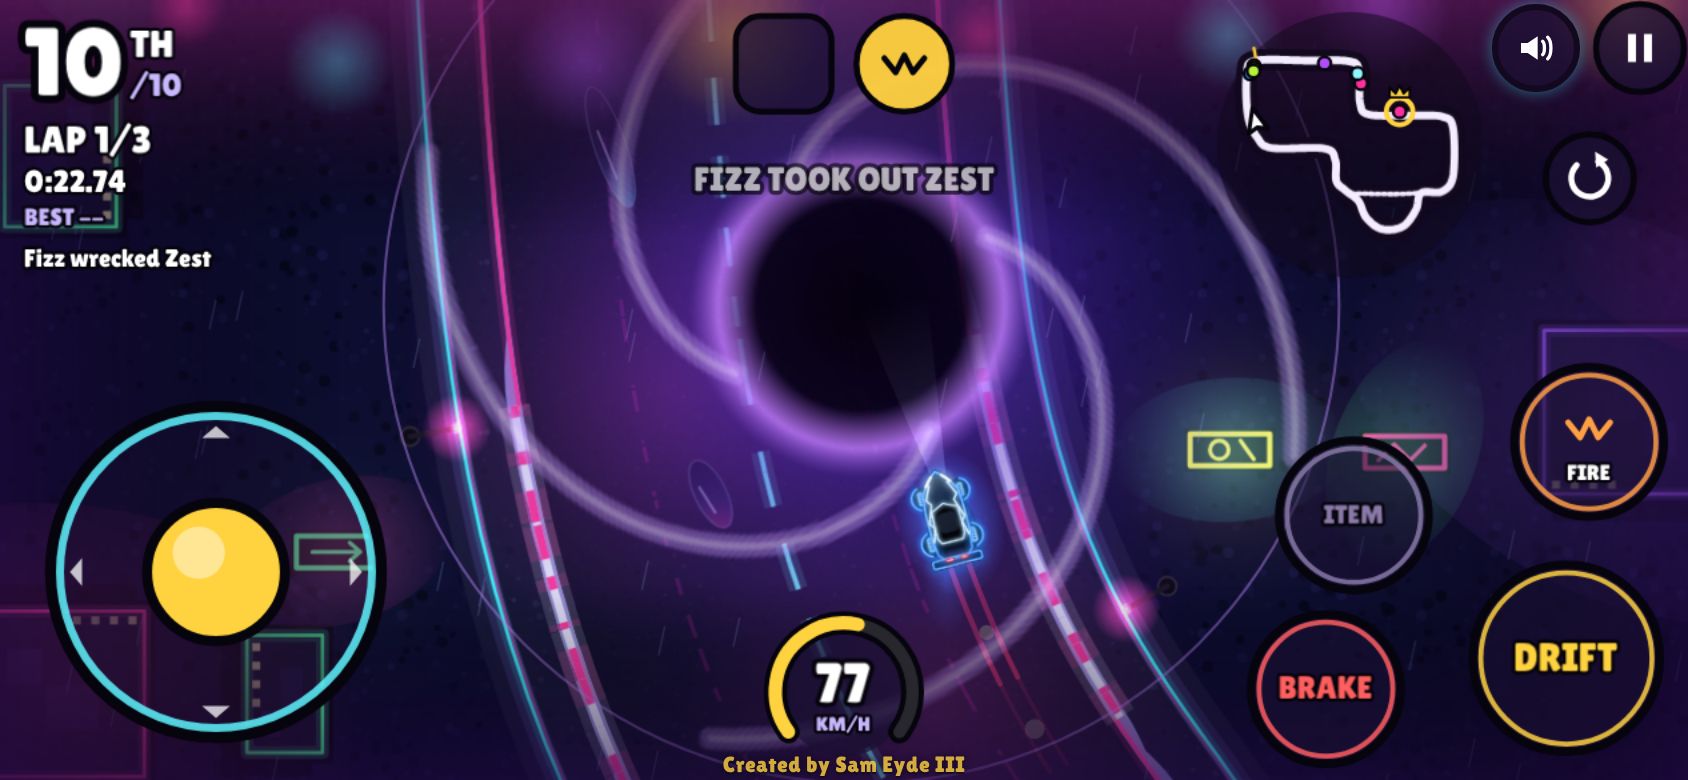 10TH
/10
LAP 1/3
0:22.74
BEST --
Fizz wrecked Zest
FIZZ TOOK OUT ZEST
FIRE
ITEM
DRIFT
BRAKE
77
KM/H
Created by Sam Eyde III